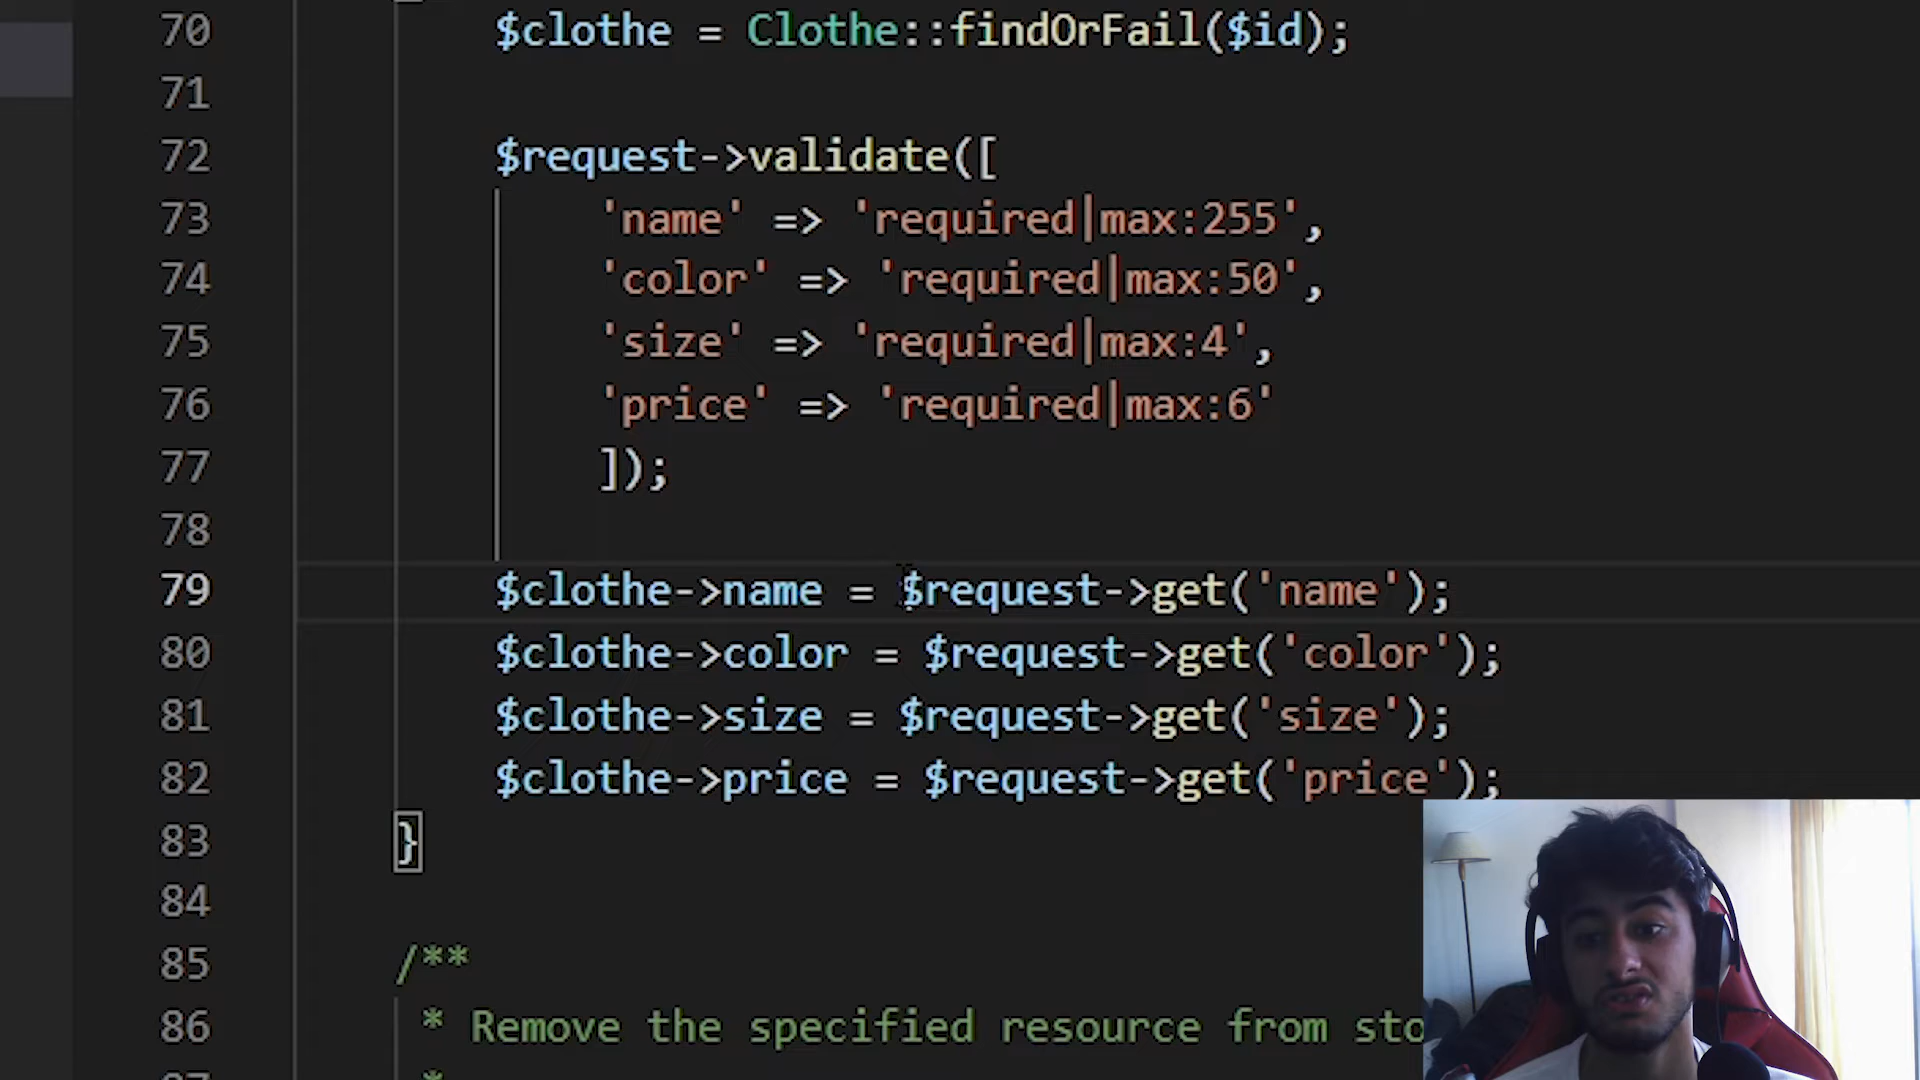 70 $clothe = Clothe::findOrFail($id);
71
72 $request->validate([
73 'name' => 'required|max:255',
74 'color' => 'required|max:50',
75 'size' => 'required|max:4',
76 'price' => 'required|max:6'
77 ]);
78
79 $clothe->name = $request->get('name');
80 $clothe->color = $request->get('color');
81 $clothe->size = $request->get('size');
82 $clothe->price = $request->get('price');
83 }
84
85 /**
86 * Remove the specified resource from sto
*